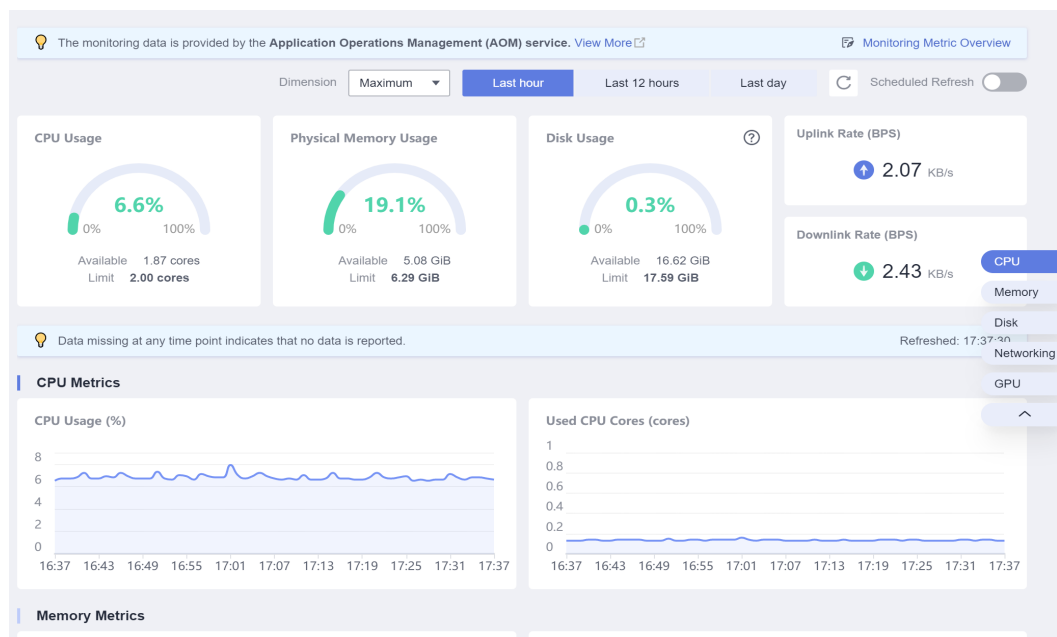 The monitoring data is provided by the Application Operations Management (AOM) service. View More
Monitoring Metric Overview
Dimension
Maximum
Last hour
Last 12 hours
Last day
Scheduled Refresh
CPU Usage
6.6%
0%
100%
Available 1.87 cores
Limit 2.00 cores
Physical Memory Usage
19.1%
0%
100%
Available 5.08 GiB
Limit 6.29 GiB
Disk Usage
0.3%
0%
100%
Available 16.62 GiB
Limit 17.59 GiB
Uplink Rate (BPS)
2.07 KB/s
Downlink Rate (BPS)
2.43 KB/s
CPU
Memory
Disk
Networking
GPU
Data missing at any time point indicates that no data is reported.
Refreshed: 17:37:30
CPU Metrics
CPU Usage (%)
8
6
4
2
0
16:37 16:43 16:49 16:55 17:01 17:07 17:13 17:19 17:25 17:31 17:37
Used CPU Cores (cores)
1
0.8
0.6
0.4
0.2
0
16:37 16:43 16:49 16:55 17:01 17:07 17:13 17:19 17:25 17:31 17:37
Memory Metrics